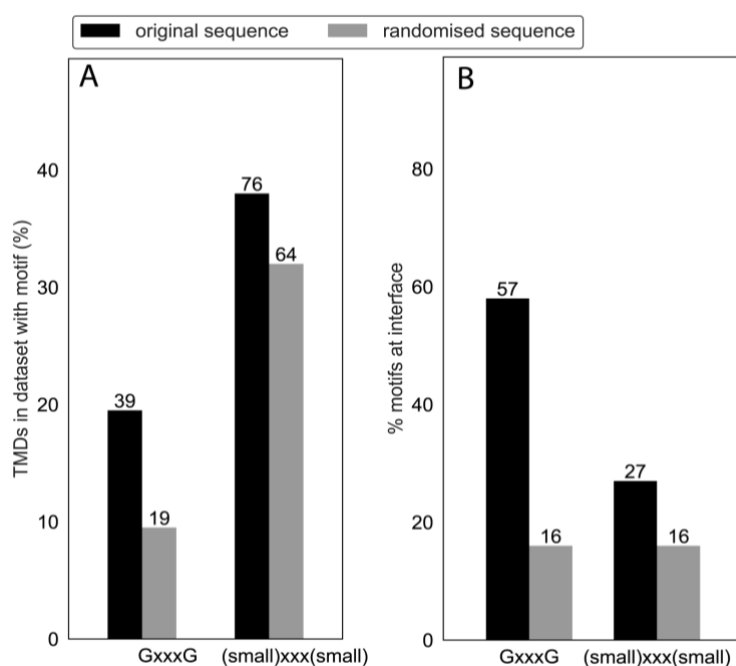 original sequence randomised sequence
A
TMDs in dataset with motif (%)
40
30
20
10
0
39
19
76
64
GxxxG (small)xxx(small)
B
% motifs at interface
80
60
40
20
0
57
16
27
16
GxxxG (small)xxx(small)